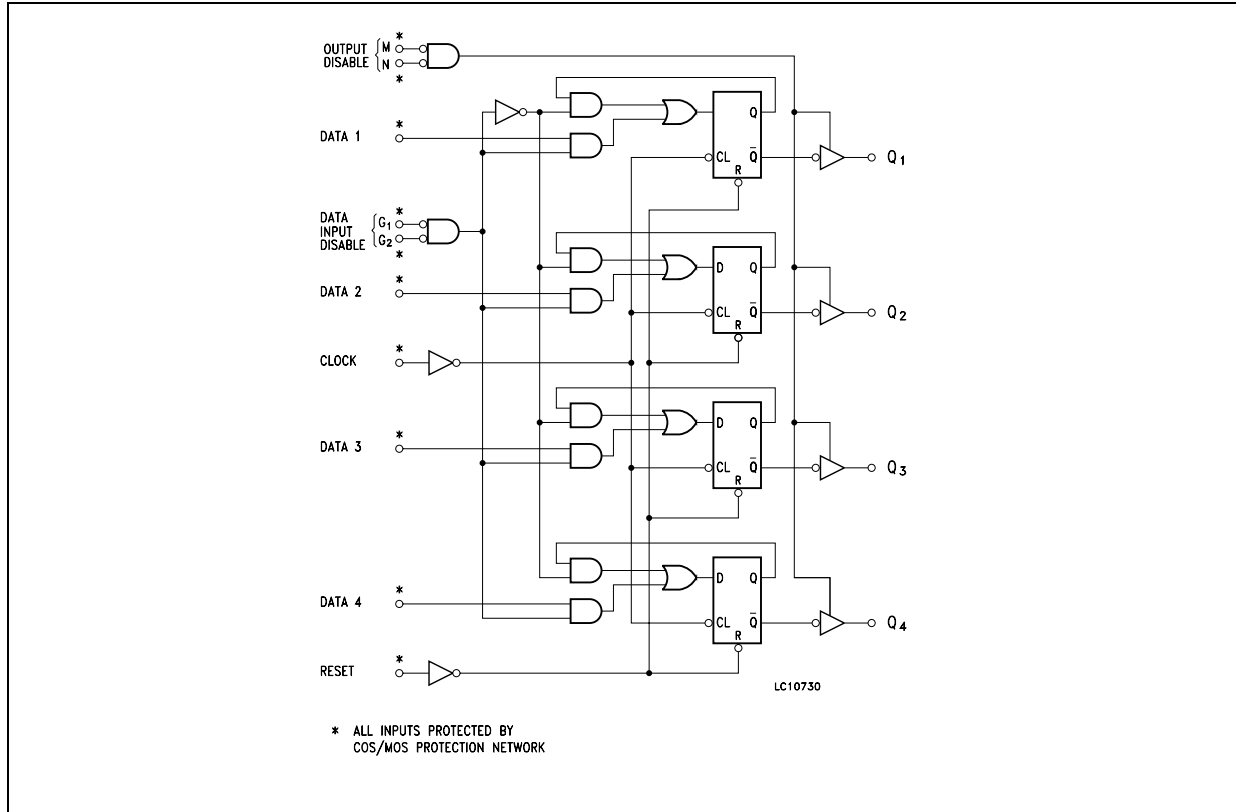 *
OUTPUT DISABLE { M
N
*
Q
*
DATA 1
CL Q̅ Q1
R
DATA INPUT DISABLE { *
G1
G2
*
D Q
*
DATA 2
CL Q̅ Q2
R
*
CLOCK
D Q
*
DATA 3
CL Q̅ Q3
R
D Q
*
DATA 4
CL Q̅ Q4
R
*
RESET
LC10730
* ALL INPUTS PROTECTED BY
COS/MOS PROTECTION NETWORK